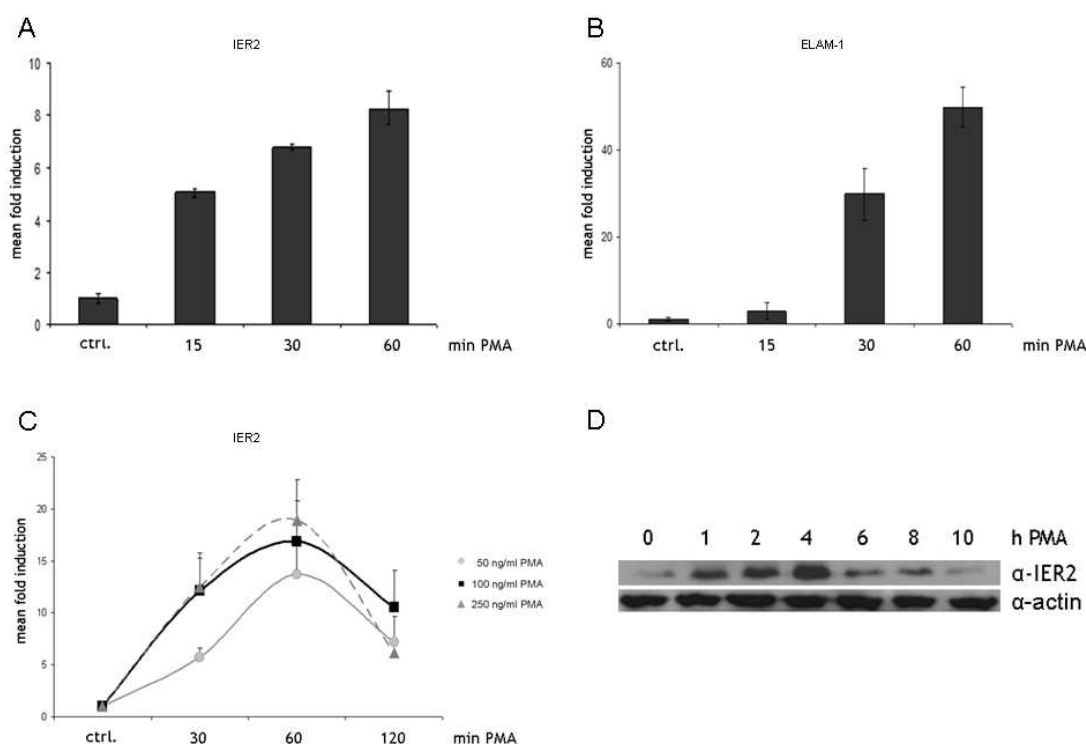 A
IER2
mean fold induction
10
8
6
4
2
0
ctrl. 15 30 60 min PMA
B
ELAM-1
mean fold induction
60
40
20
0
ctrl. 15 30 60 min PMA
C
IER2
mean fold induction
25
20
15
10
5
0
ctrl. 30 60 120 min PMA
50 ng/ml PMA
100 ng/ml PMA
250 ng/ml PMA
D
0 1 2 4 6 8 10 h PMA
α-IER2
α-actin